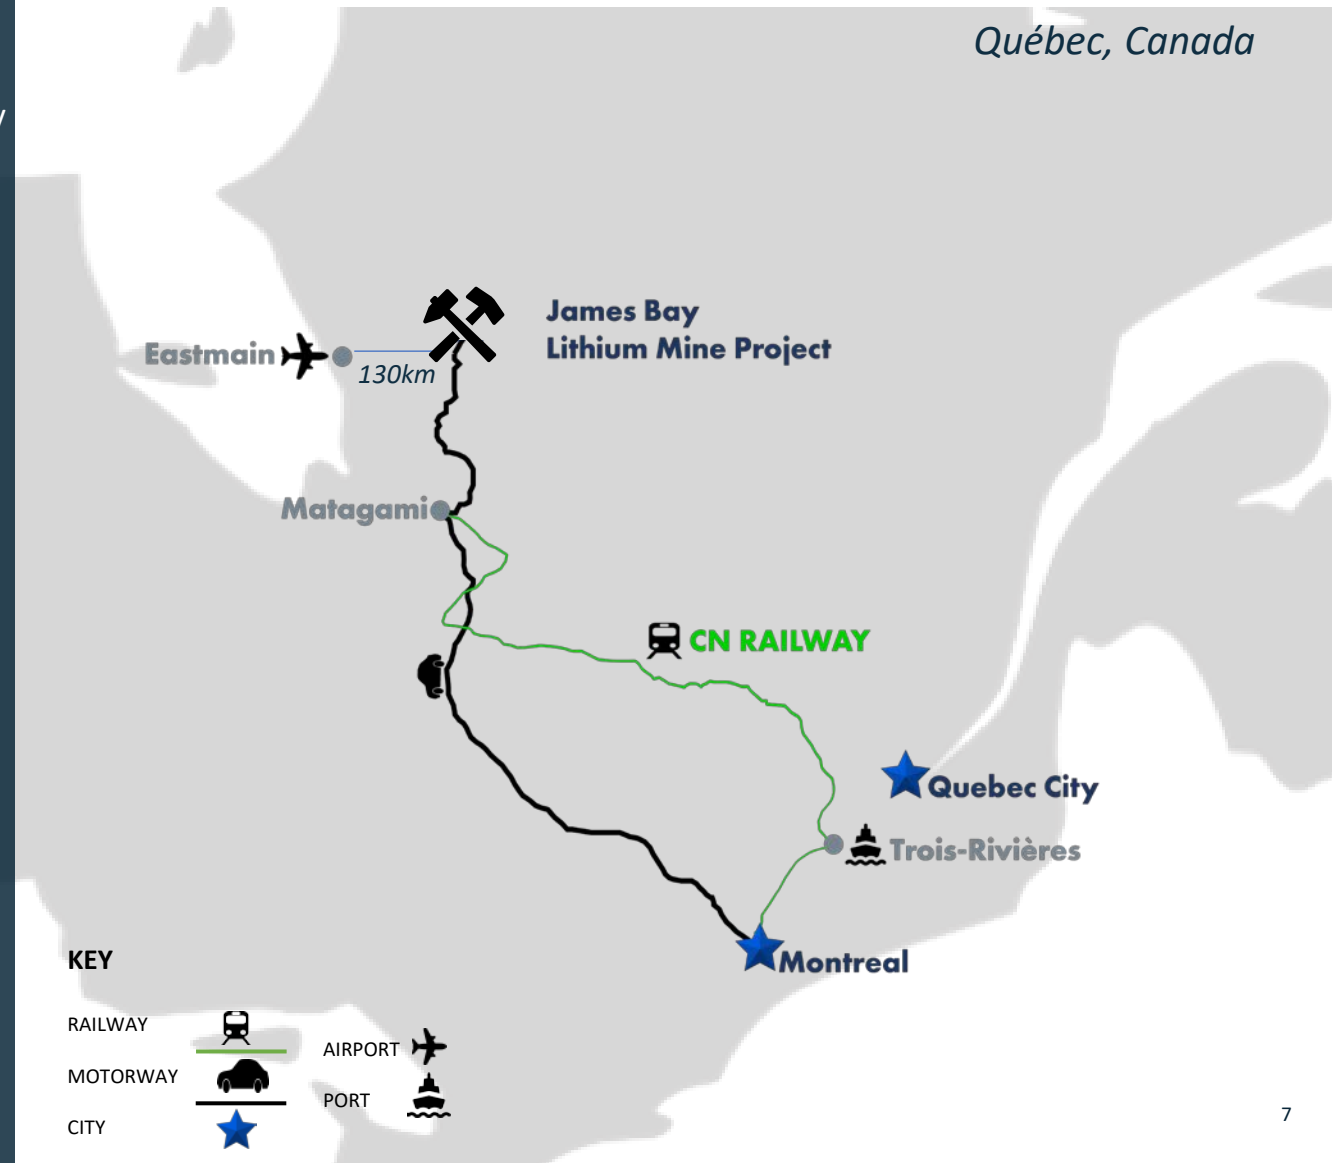 Québec, Canada
James Bay
Lithium Mine Project
Eastmain
130km
Matagami
CN RAILWAY
Quebec City
Trois-Rivières
Montreal
KEY
RAILWAY
AIRPORT
MOTORWAY
PORT
CITY
7